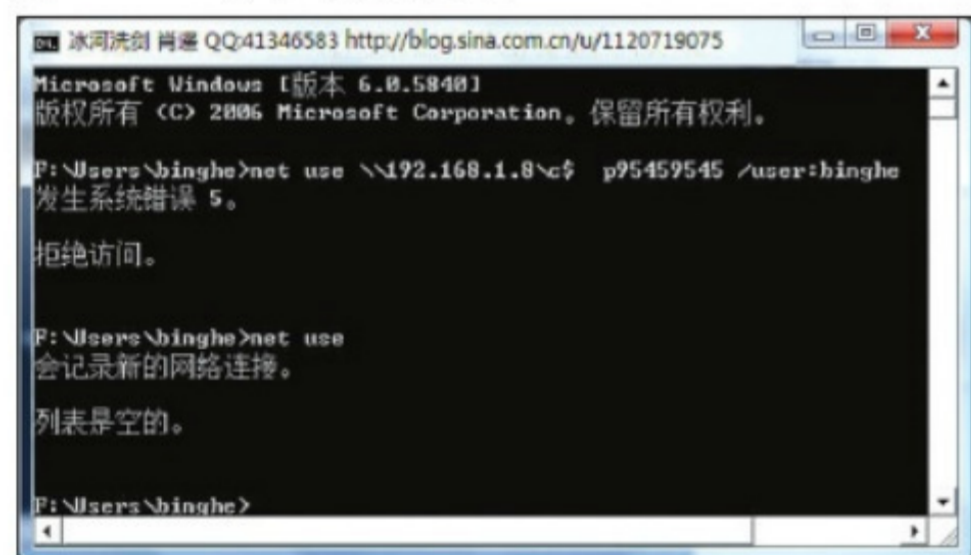 冰河洗剑 肖遥 QQ:41346583 http://blog.sina.com.cn/u/1120719075
Microsoft Windows [版本 6.0.5840]
版权所有 (C) 2006 Microsoft Corporation。保留所有权利。
F:\Users\binghe>net use \\192.168.1.8\c$ p95459545 /user:binghe
发生系统错误 5。
拒绝访问。
F:\Users\binghe>net use
会记录新的网络连接。
列表是空的。
F:\Users\binghe>